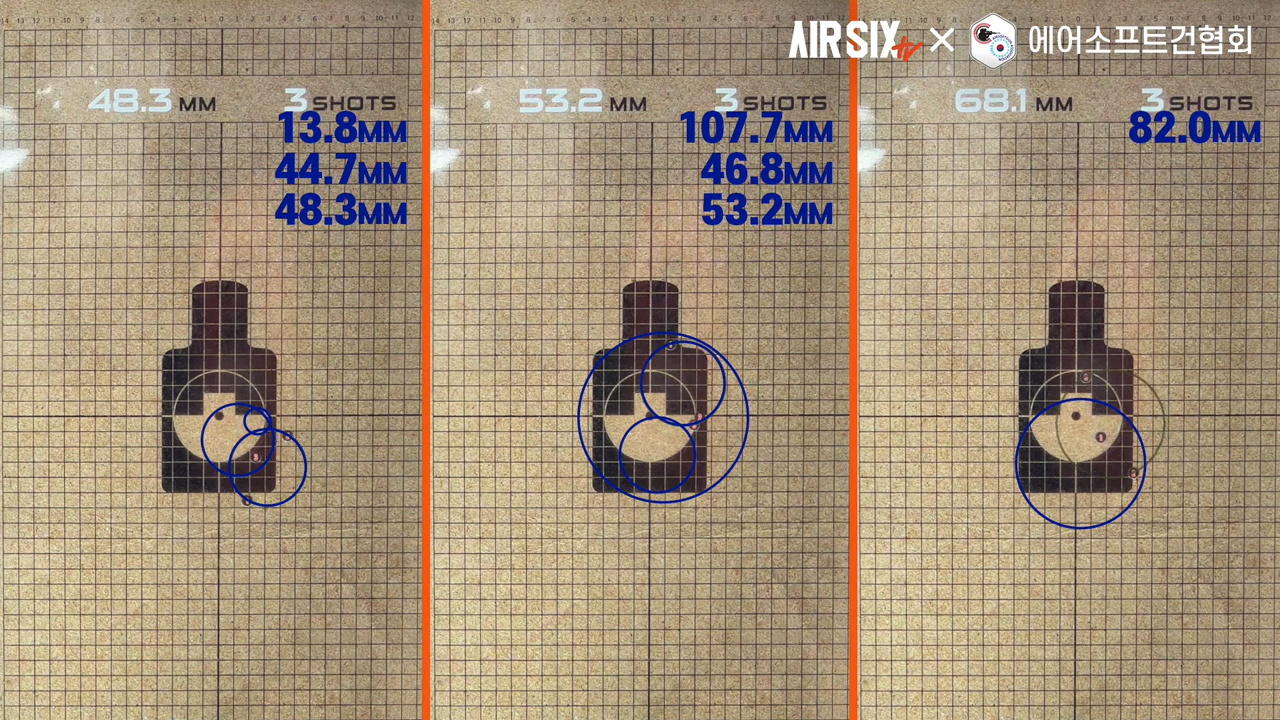 AIRSIX tv × 에어소프트건협회
48.3 MM 3 SHOTS
13.8MM
44.7MM
48.3MM
53.2 MM 3 SHOTS
107.7MM
46.8MM
53.2MM
68.1 MM 3 SHOTS
82.0MM